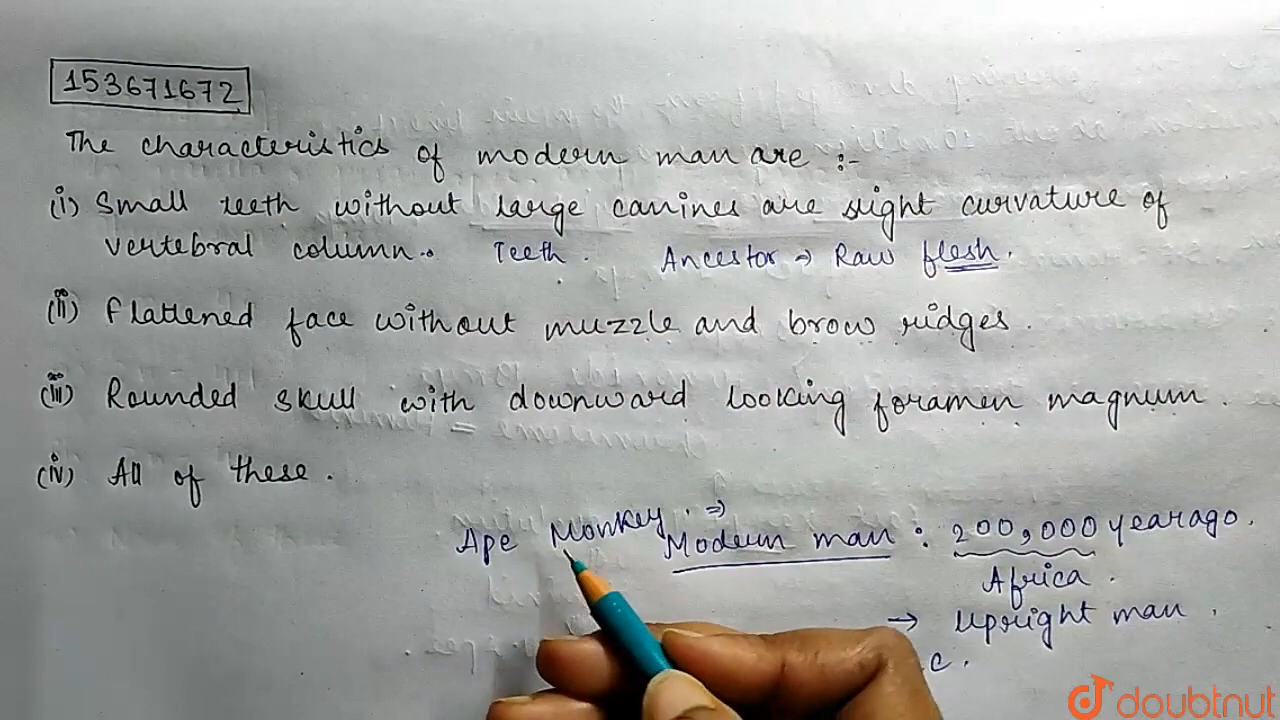 153671672
The characteristics of modern man are :-
(i) Small teeth without large canines are slight curvature of
vertebral column. Teeth. Ancestor → Raw flesh.
(ii) Flattened face without muzzle and brow ridges.
(iii) Rounded skull with downward looking foramen magnum.
(iv) All of these.
Ape Monkey. ⇒ Modern man : 200,000 year ago.
Africa.
→ Upright man.
c.
doubtnut